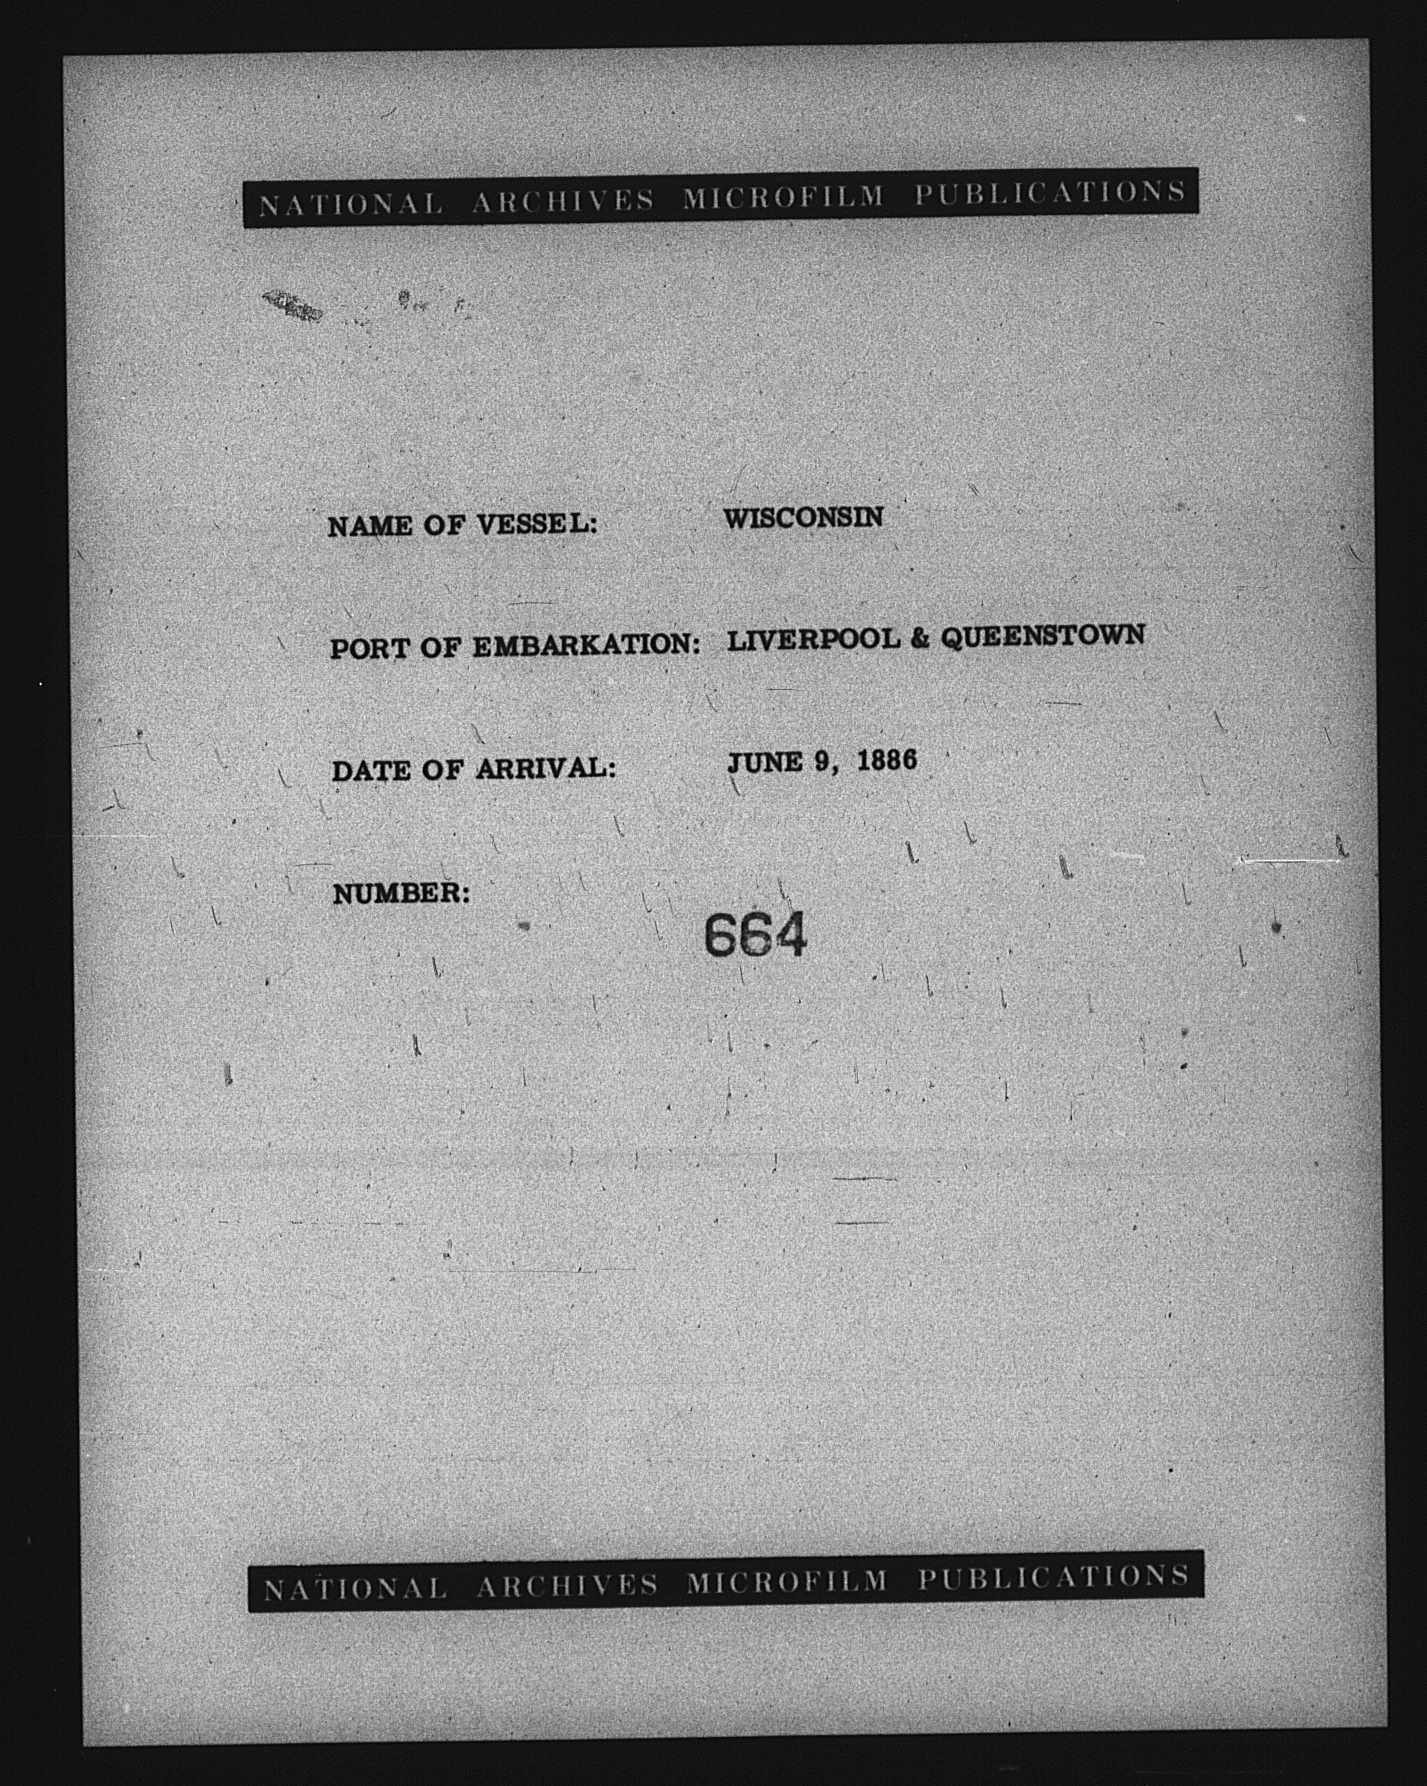 NATIONAL ARCHIVES MICROFILM PUBLICATIONS
NAME OF VESSEL: WISCONSIN
PORT OF EMBARKATION: LIVERPOOL & QUEENSTOWN
DATE OF ARRIVAL: JUNE 9, 1886
NUMBER:
664
NATIONAL ARCHIVES MICROFILM PUBLICATIONS